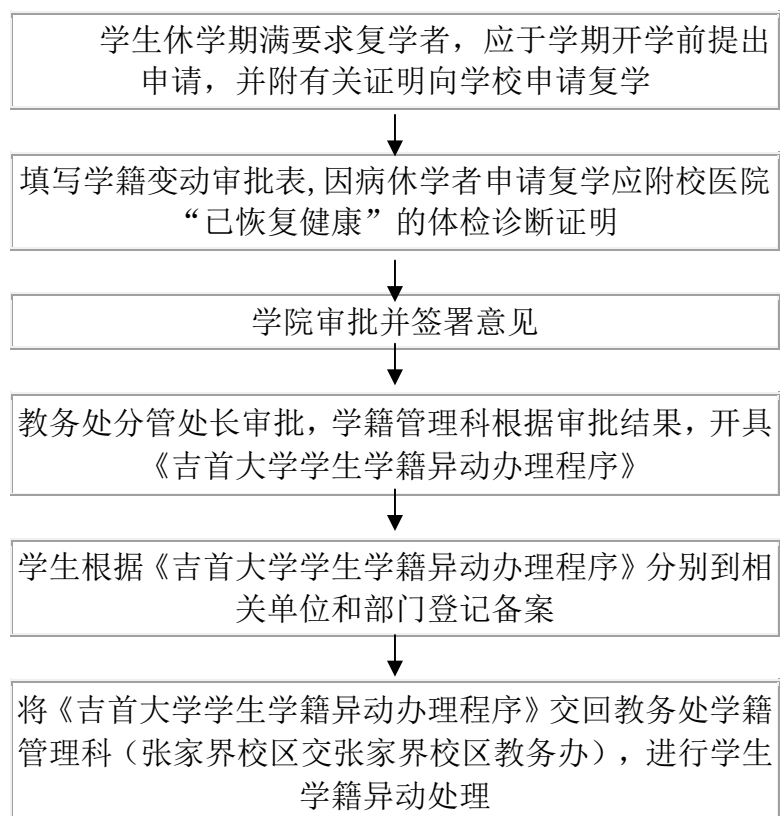 学生休学期满要求复学者，应于学期开学前提出
申请，并附有关证明向学校申请复学
填写学籍变动审批表,因病休学者申请复学应附校医院
“已恢复健康”的体检诊断证明
学院审批并签署意见
教务处分管处长审批，学籍管理科根据审批结果，开具
《吉首大学学生学籍异动办理程序》
学生根据《吉首大学学生学籍异动办理程序》分别到相
关单位和部门登记备案
将《吉首大学学生学籍异动办理程序》交回教务处学籍
管理科（张家界校区交张家界校区教务办），进行学生
学籍异动处理